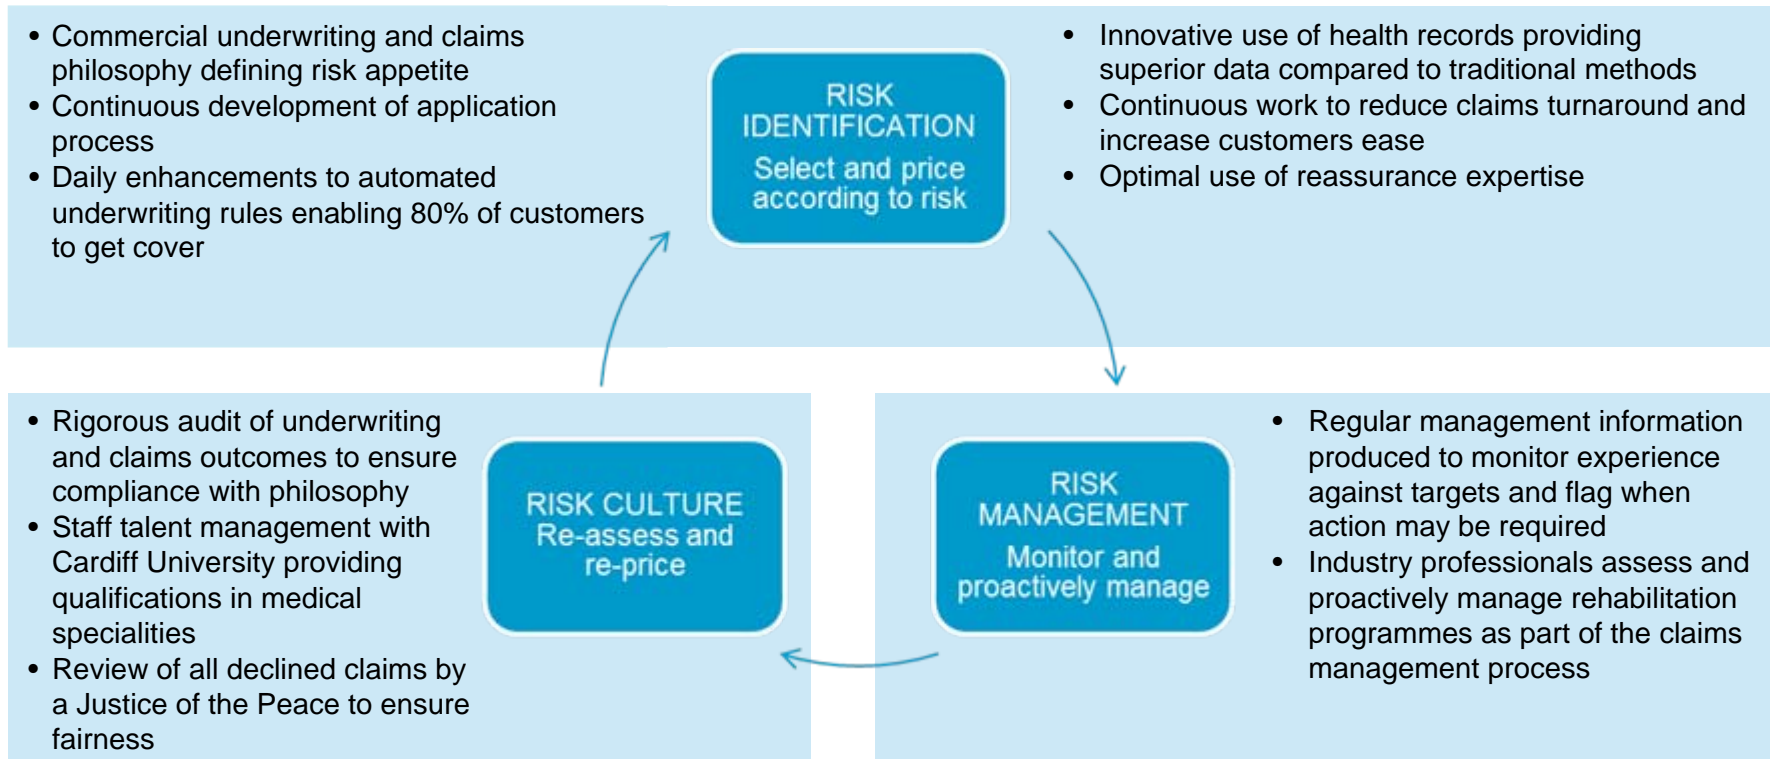 • Commercial underwriting and claims
philosophy defining risk appetite
• Continuous development of application
process
• Daily enhancements to automated
underwriting rules enabling 80% of customers
to get cover
RISK
IDENTIFICATION
Select and price
according to risk
• Innovative use of health records providing
superior data compared to traditional methods
• Continuous work to reduce claims turnaround and
increase customers ease
• Optimal use of reassurance expertise
• Rigorous audit of underwriting
and claims outcomes to ensure
compliance with philosophy
• Staff talent management with
Cardiff University providing
qualifications in medical
specialities
• Review of all declined claims by
a Justice of the Peace to ensure
fairness
RISK CULTURE
Re-assess and
re-price
RISK
MANAGEMENT
Monitor and
proactively manage
• Regular management information
produced to monitor experience
against targets and flag when
action may be required
• Industry professionals assess and
proactively manage rehabilitation
programmes as part of the claims
management process